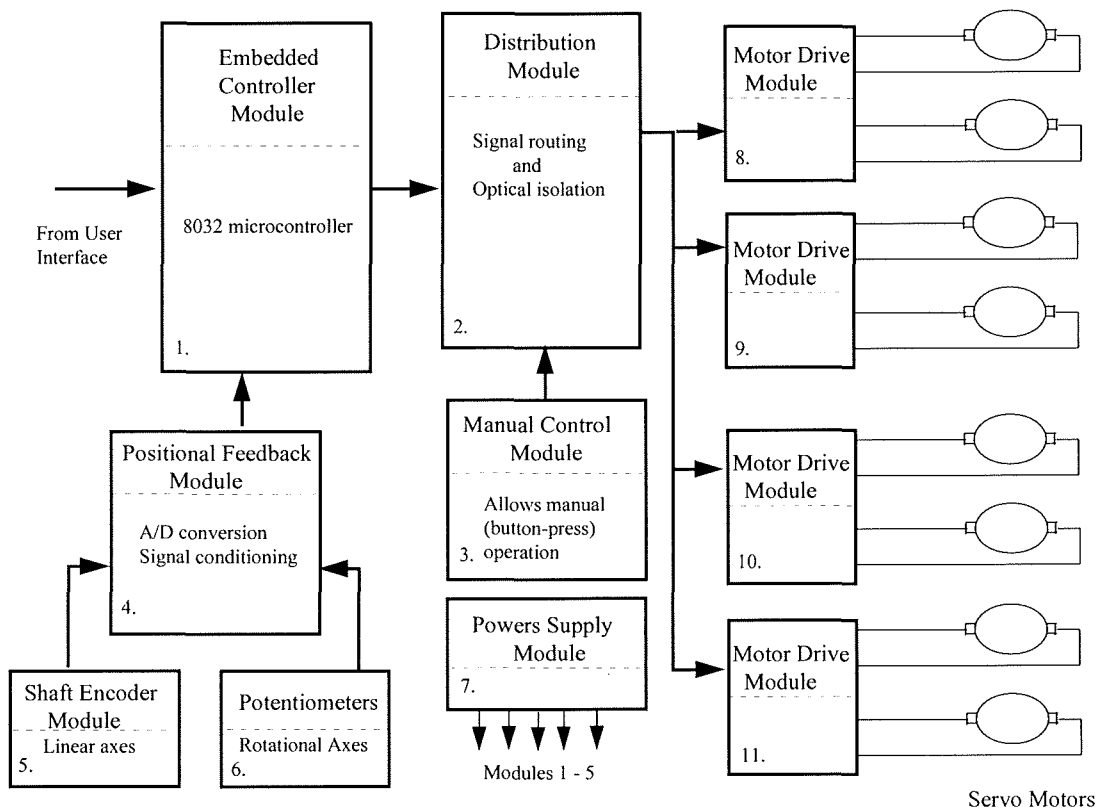 Embedded
Controller
Module
8032 microcontroller
1.
From User
Interface
Distribution
Module
Signal routing
and
Optical isolation
2.
Manual Control
Module
Allows manual
(button-press)
3. operation
Positional Feedback
Module
A/D conversion
Signal conditioning
4.
Shaft Encoder
Module
Linear axes
5.
Potentiometers
Rotational Axes
6.
Powers Supply
Module
7.
Modules 1 - 5
Motor Drive
Module
8.
Motor Drive
Module
9.
Motor Drive
Module
10.
Motor Drive
Module
11.
Servo Motors